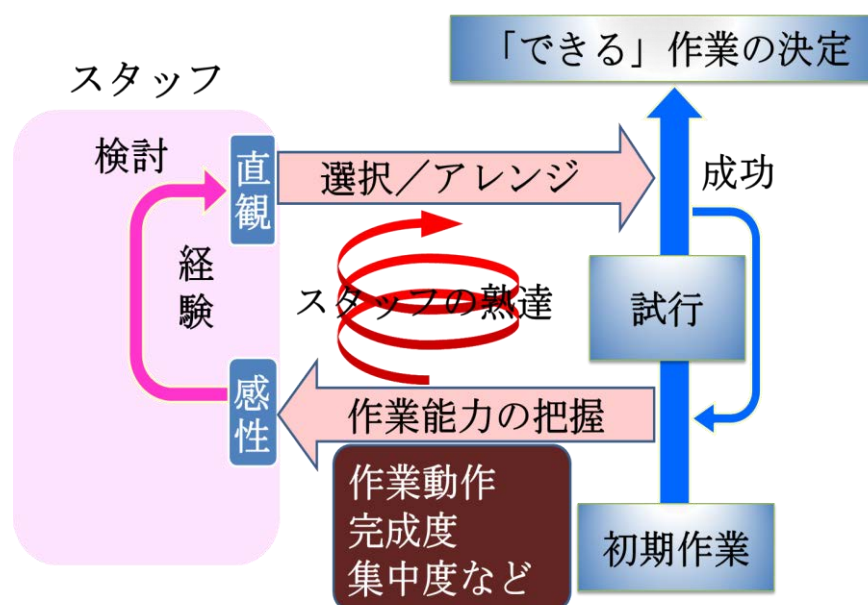 「できる」作業の決定
スタッフ
検討
直観
選択／アレンジ
成功
経験
スタッフの熟達
試行
感性
作業能力の把握
作業動作
完成度
集中度など
初期作業